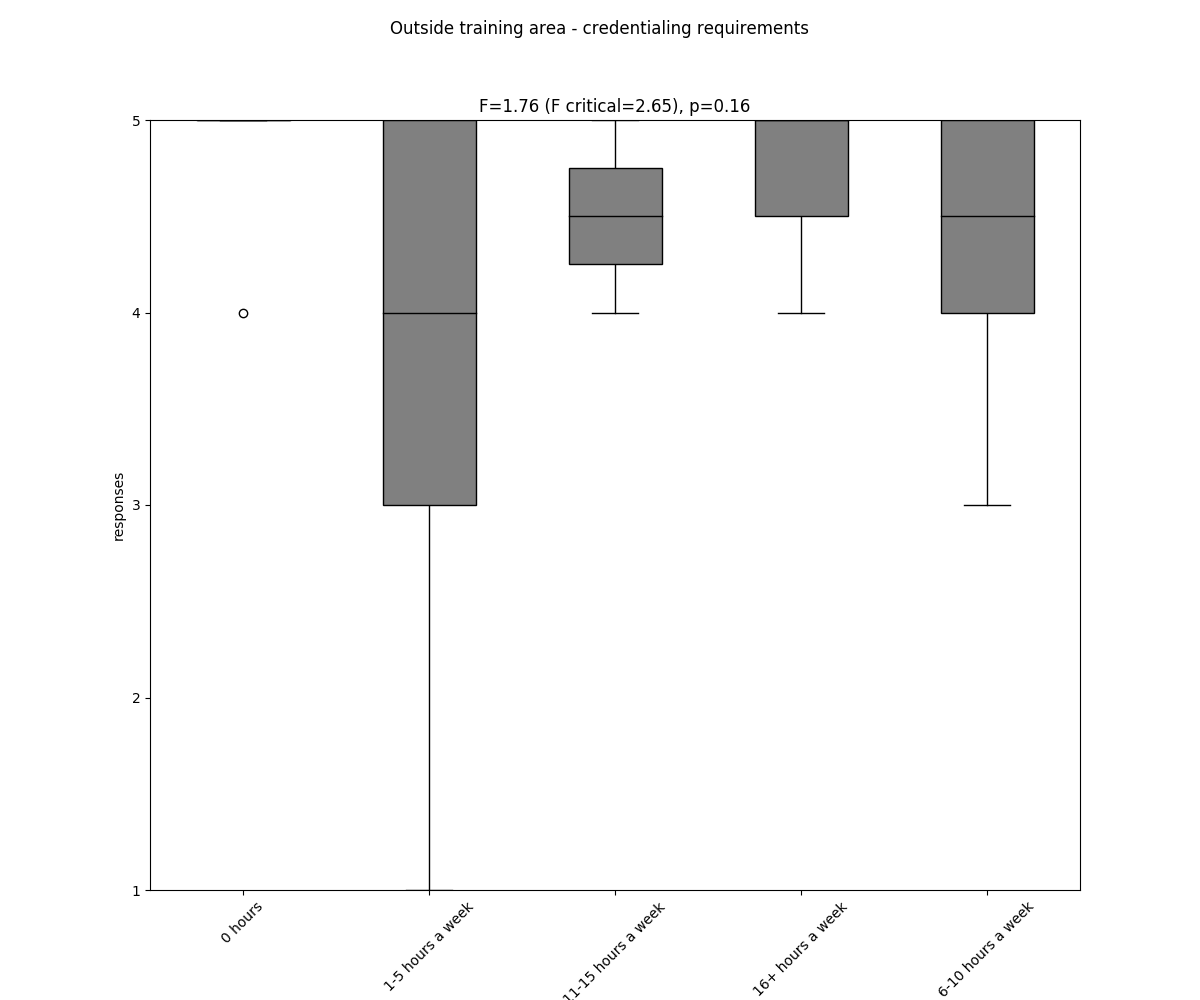 Outside training area - credentialing requirements
F=1.76 (F critical=2.65), p=0.16
5
4
3
2
1
responses
0 hours
1-5 hours a week
11-15 hours a week
16+ hours a week
6-10 hours a week